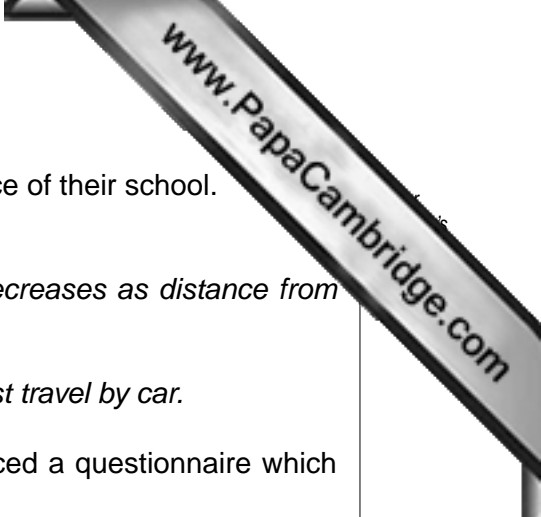 www.PapaCambridge.com
ce of their school.
ecreases as distance from
st travel by car.
ced a questionnaire which